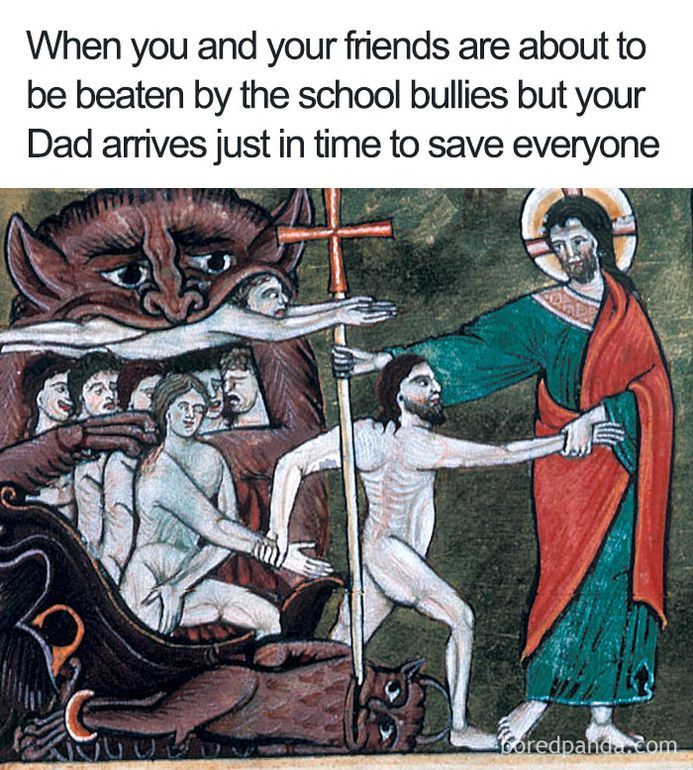 When you and your friends are about to
be beaten by the school bullies but your
Dad arrives just in time to save everyone
boredpanda.com